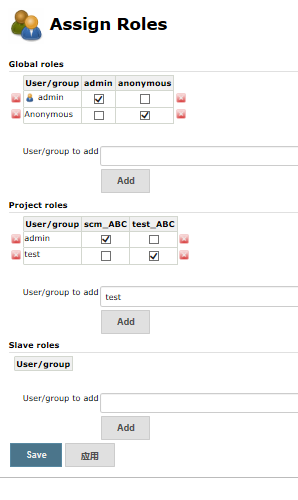 Assign Roles
Global roles
User/group admin anonymous
admin
Anonymous
User/group to add
Add
Project roles
User/group scm_ABC test_ABC
admin
test
User/group to add test
Add
Slave roles
User/group
User/group to add
Add
Save 应用